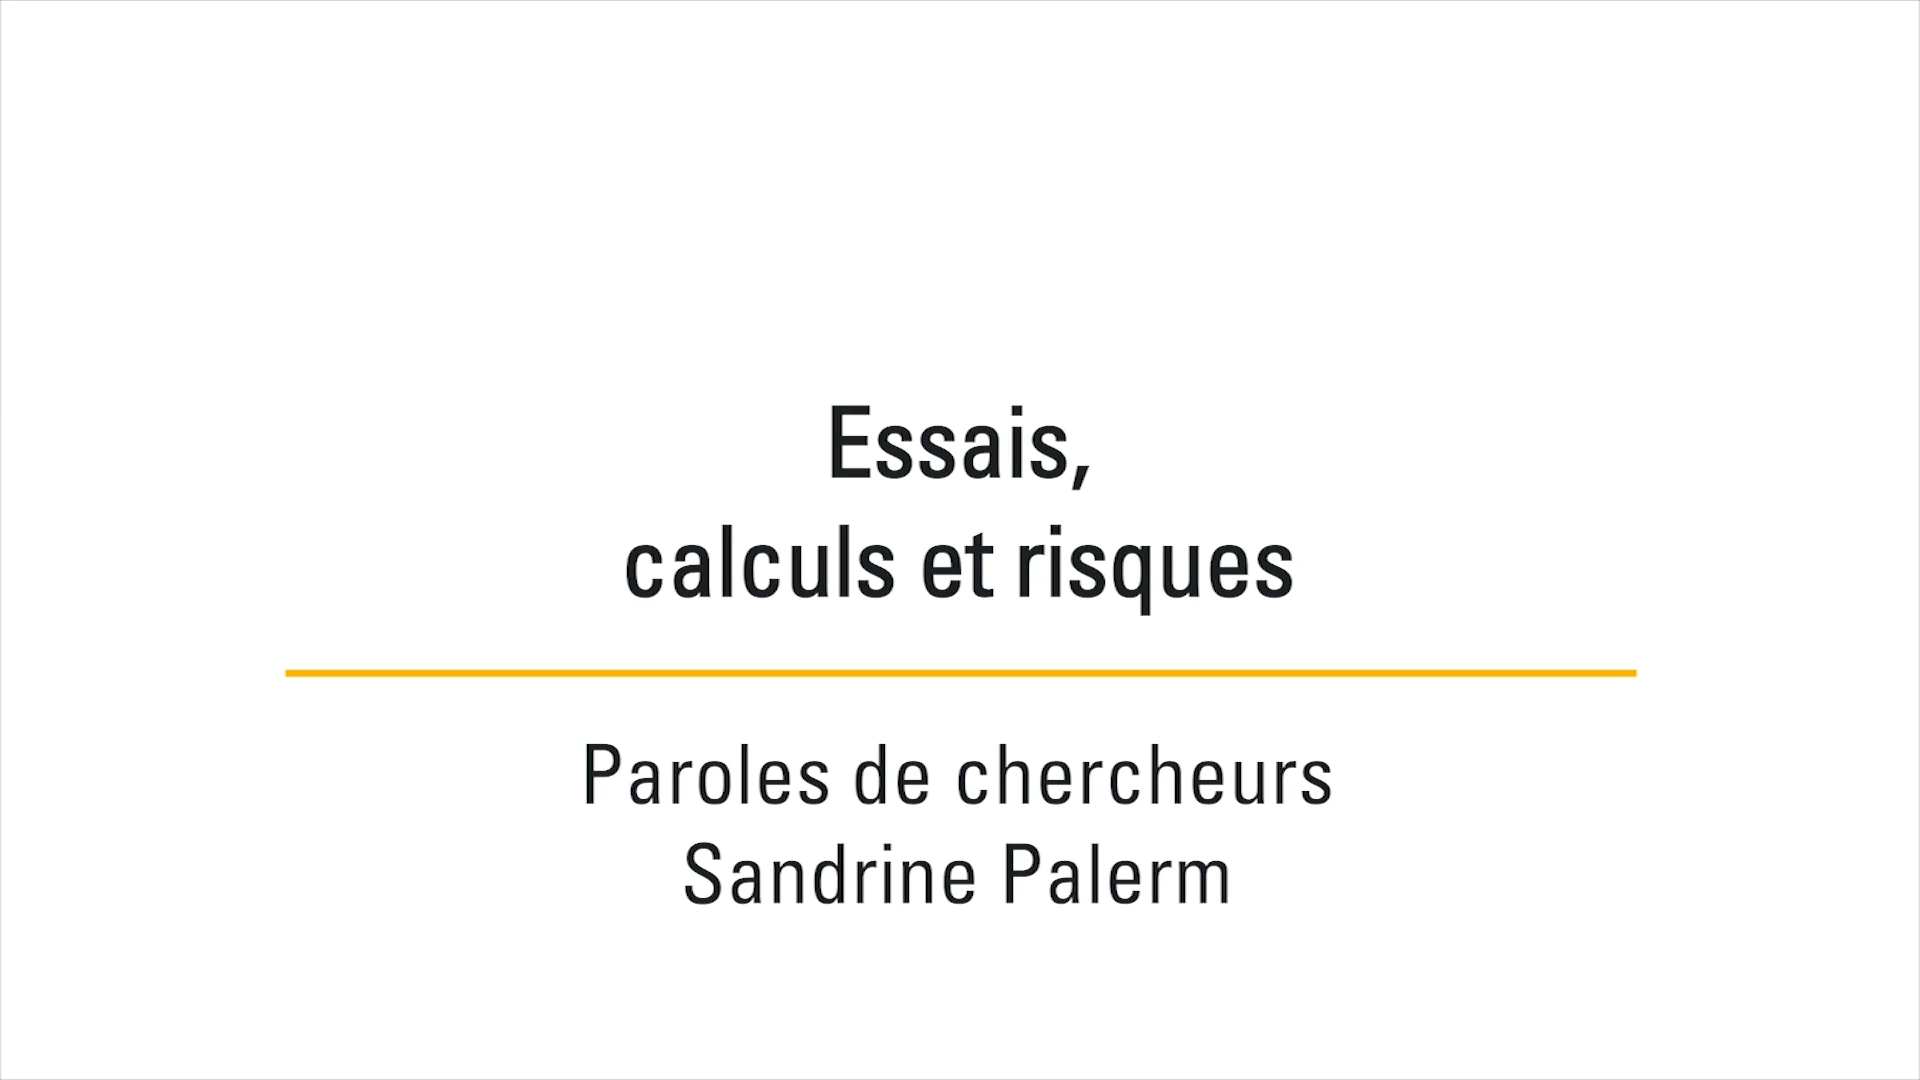 Essais,
calculs et risques
Paroles de chercheurs
Sandrine Palerm